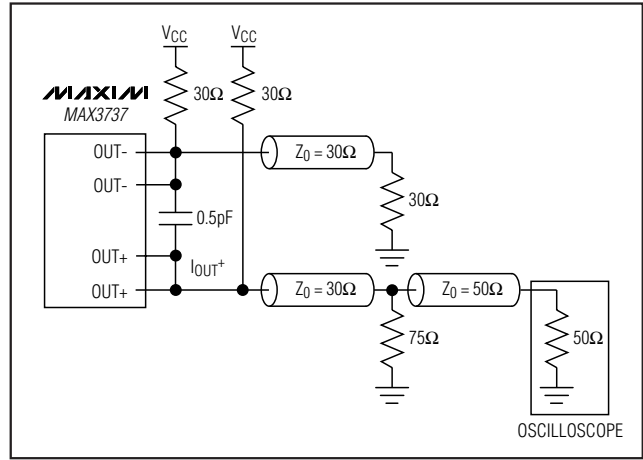 VCC VCC
30Ω 30Ω
MAXIM
MAX3737
OUT-
OUT-
OUT+
OUT+
0.5pF
IOUT+
Z0 = 30Ω
30Ω
Z0 = 30Ω
Z0 = 50Ω
75Ω
50Ω
OSCILLOSCOPE